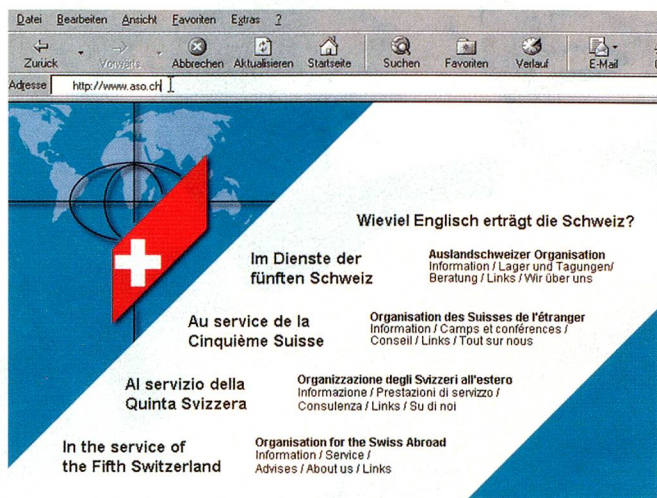 Datei Bearbeiten Ansicht Favoriten Extras ?
Zurück Vorwärts Abbrechen Aktualisieren Startseite Suchen Favoriten Verlauf E-Mail
Adresse http://www.aso.ch
Wieviel Englisch erträgt die Schweiz?
Im Dienste der
fünften Schweiz
Auslandschweizer Organisation
Information / Lager und Tagungen/
Beratung / Links / Wir über uns
Au service de la
Cinquième Suisse
Organisation des Suisses de l'étranger
Information / Camps et conférences /
Conseil / Links / Tout sur nous
Al servizio della
Quinta Svizzera
Organizzazione degli Svizzeri all'estero
Informazione / Prestazioni di servizzo /
Consulenza / Links / Su di noi
In the service of
the Fifth Switzerland
Organisation for the Swiss Abroad
Information / Service /
Advises / About us / Links